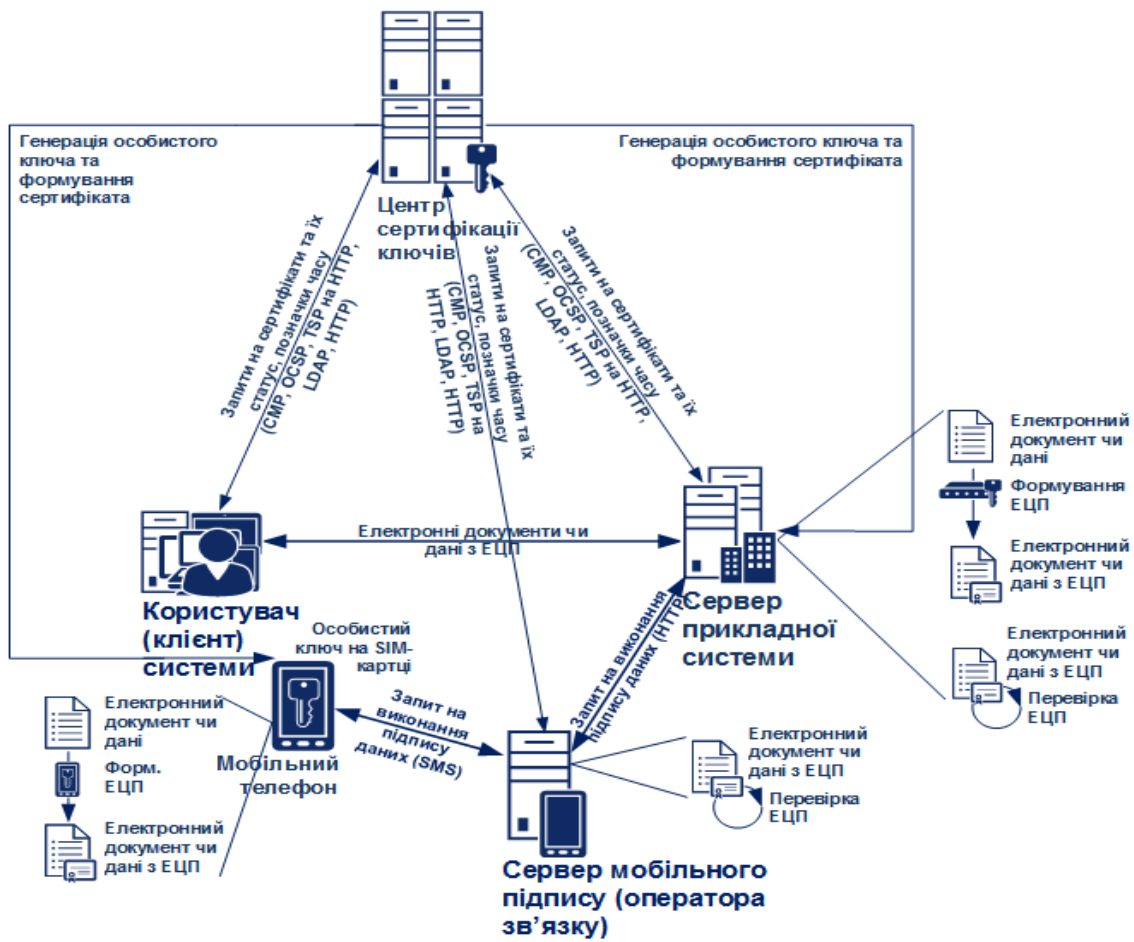 Генерація особистого
ключа та
формування
сертифіката
Генерація особистого ключа та
формування сертифіката
Центр
сертифікації
ключів
Запити на сертифікати та їх
статус, позначки часу
(CMP, OCSP, TSP на HTTP,
LDAP, HTTP)
Запити на сертифікати та їх
статус, позначки часу
(CMP, OCSP, TSP на
HTTP, LDAP, HTTP)
Запити на сертифікати та їх
статус, позначки часу
(CMP, OCSP, TSP на HTTP,
LDAP, HTTP)
Електронний
документ чи
дані
Формування
ЕЦП
Електронний
документ чи
дані з ЕЦП
Електронні документи чи
дані з ЕЦП
Користувач
(клієнт)
системи
Сервер
прикладної
системи
Особистий
ключ на SIM-
картці
Електронний
документ чи
дані з ЕЦП
Перевірка
ЕЦП
Запит на виконання
підпису даних (HTTP)
Запит на
виконання
підпису
даних (SMS)
Електронний
документ чи
дані
Форм.
ЕЦП
Електронний
документ чи
дані з ЕЦП
Мобільний
телефон
Електронний
документ чи
дані з ЕЦП
Перевірка
ЕЦП
Сервер мобільного
підпису (оператора
зв’язку)